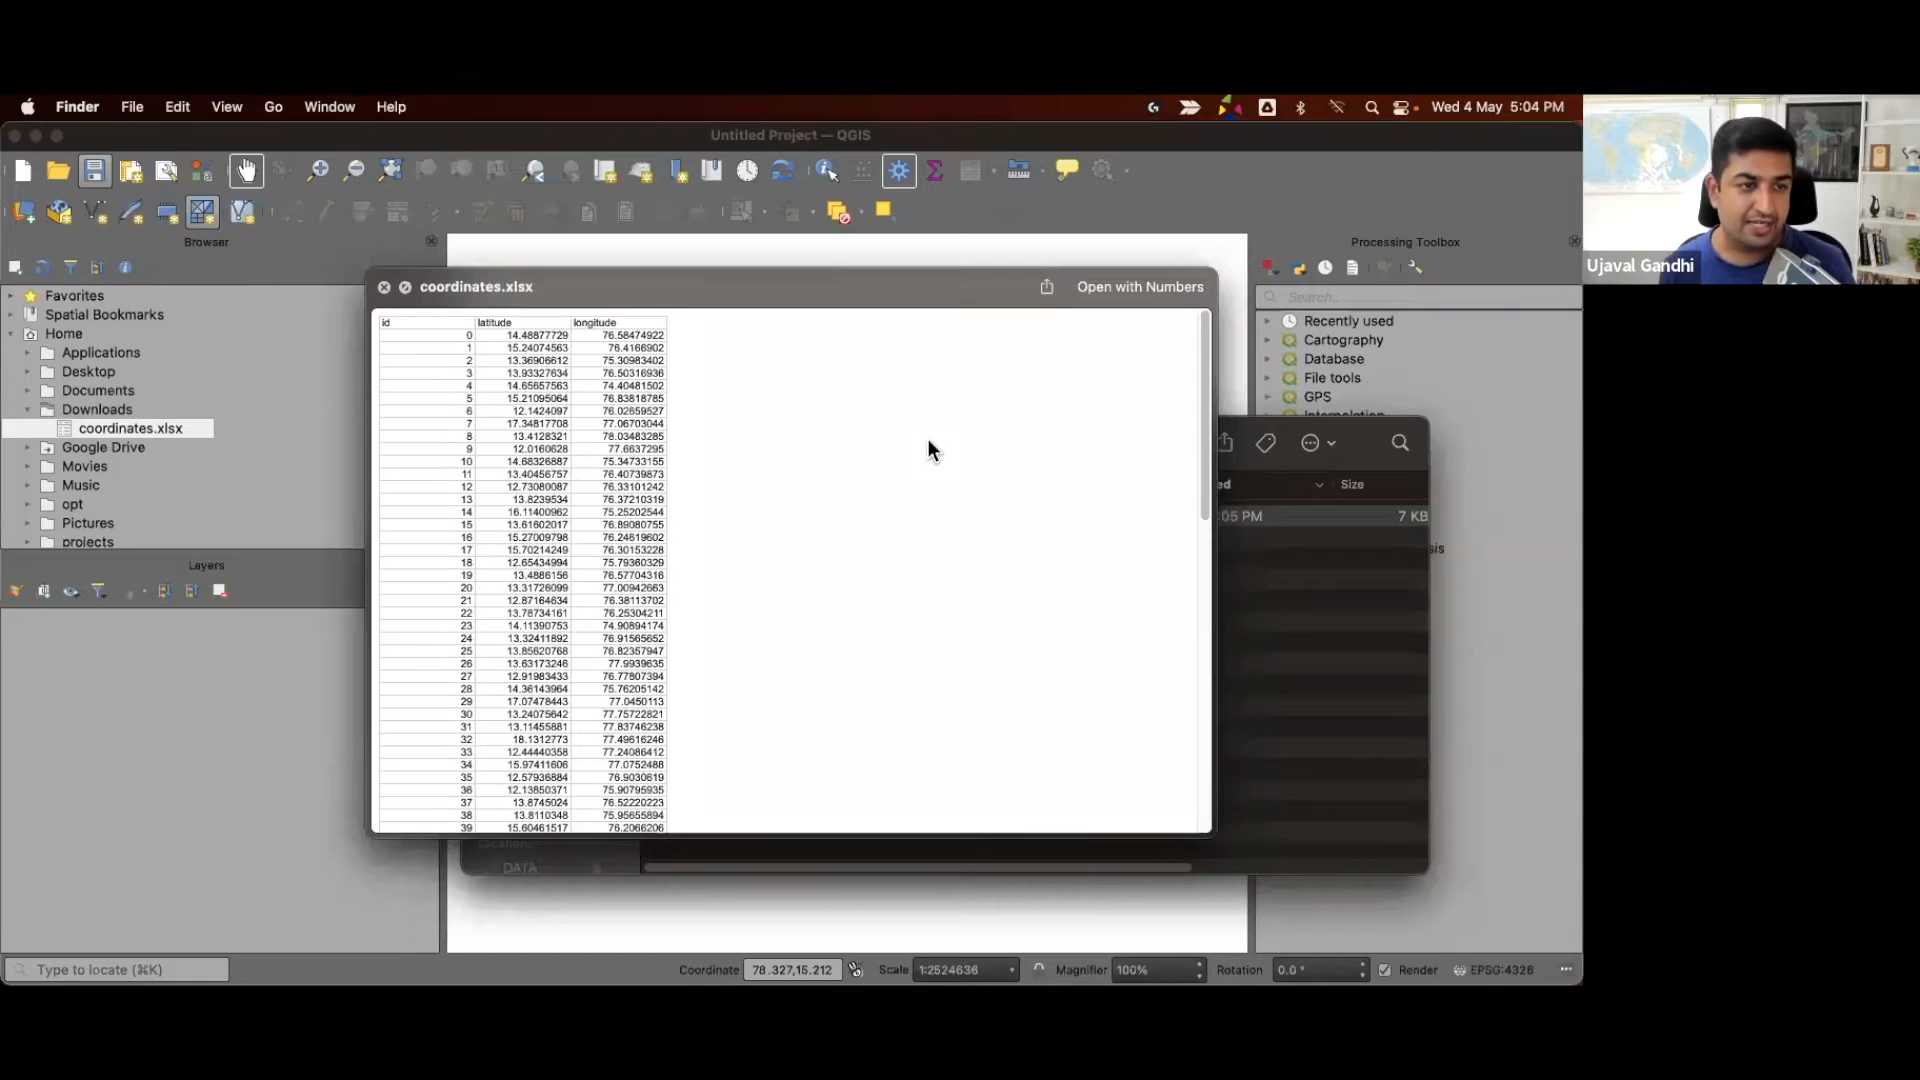 Finder File Edit View Go Window Help Wed 4 May 5:04 PM
Untitled Project — QGIS
Browser
Processing Toolbox
Ujaval Gandhi
Favorites
Spatial Bookmarks
Home
Applications
Desktop
Documents
Downloads
coordinates.xlsx
Google Drive
Movies
Music
opt
Pictures
projects
Layers
coordinates.xlsx Open with Numbers
id latitude longitude
0 14.48877729 76.58474922
1 15.24074563 76.4166902
2 13.36906612 75.30983402
3 13.93327634 76.50316936
4 14.65657563 74.40481502
5 15.21095064 76.83818785
6 12.1424097 76.02659527
7 17.34817708 77.06703044
8 13.4128321 78.03483285
9 12.0160628 77.6637295
10 14.68326887 75.34733155
11 13.40456757 76.40739873
12 12.73080087 76.33101242
13 13.8239534 76.37210319
14 16.11400962 75.25202544
15 13.61602017 76.89080755
16 15.27009798 76.24619602
17 15.70214249 76.30153228
18 12.65434994 75.79360329
19 13.4886156 76.57704316
20 13.31726099 77.00942663
21 12.87164634 76.38113702
22 13.78734161 76.25304211
23 14.11390753 74.90894174
24 13.32411892 76.91565652
25 13.85620768 76.82357947
26 13.63173246 77.9939635
27 12.91983433 76.77807394
28 14.36143964 75.76205142
29 17.07478443 77.0450113
30 13.24075642 77.75722821
31 13.11455881 77.83746238
32 18.1312773 77.49616246
33 12.44440358 77.24086412
34 15.97411606 77.0752488
35 12.57936884 76.9030619
36 12.13850371 75.90795935
37 13.8745024 76.52220223
38 13.8110348 75.95655894
39 15.60461517 76.2066206
Search...
Recently used
Cartography
Database
File tools
GPS
Interpolation
ed Size
:05 PM 7 KB
sis
Locations
DATA
Type to locate (⌘K) Coordinate 78.327,15.212 Scale 1:2524636 Magnifier 100% Rotation 0.0 ° Render EPSG:4326